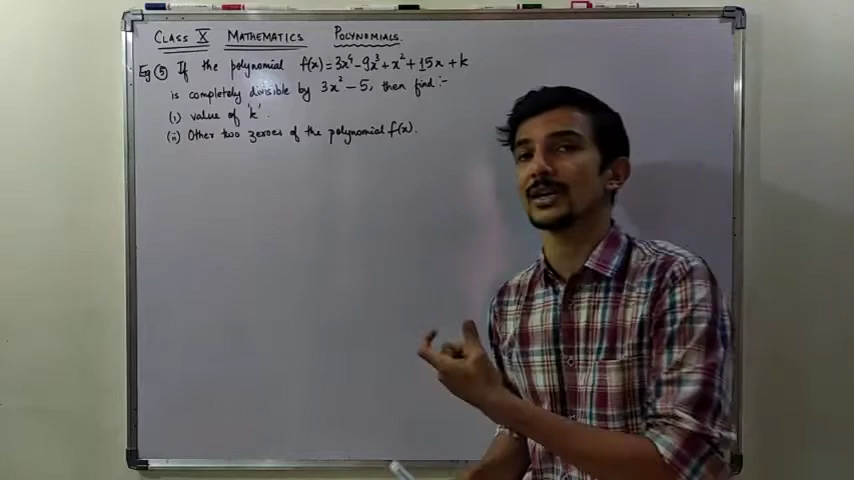 CLASS X MATHEMATICS POLYNOMIALS.
Eg ⑤ If the polynomial f(x) = 3x⁴ - 9x³ + x² + 15x + k
is completely divisible by 3x² - 5, then find :-
(i) value of 'k'.
(ii) Other two zeroes of the polynomial f(x).